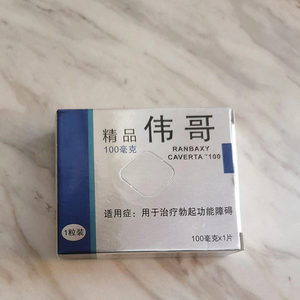 精品 伟哥
100毫克 RANBAXY
CAVERTA 100
适用症：用于治疗勃起功能障碍
1粒装
100毫克x1片